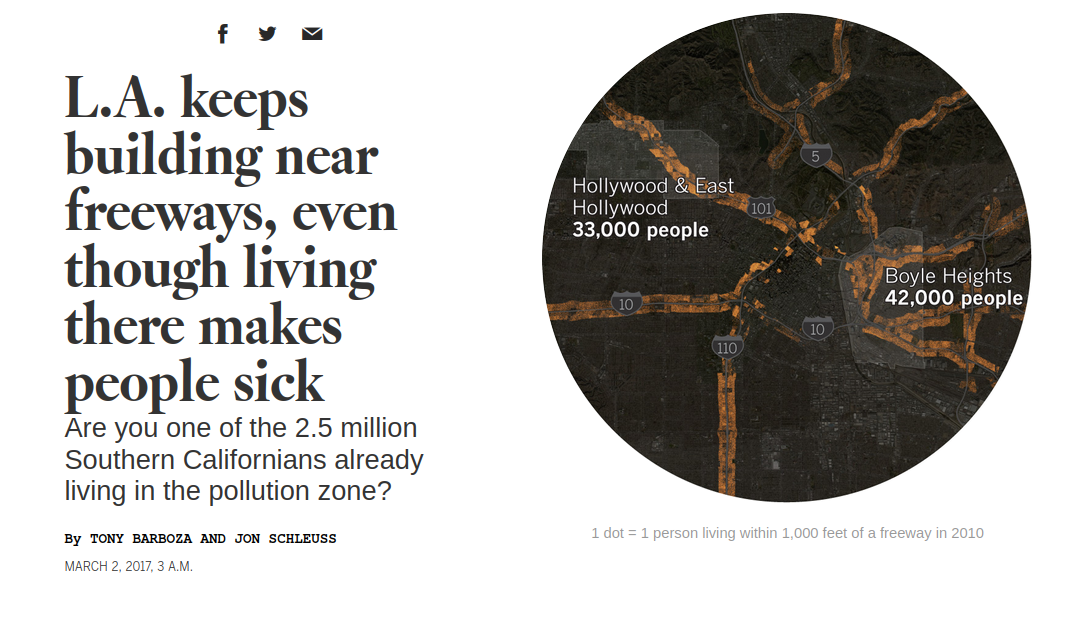 L.A. keeps
building near
freeways, even
though living
there makes
people sick
Are you one of the 2.5 million
Southern Californians already
living in the pollution zone?
By TONY BARBOZA AND JON SCHLEUSS
MARCH 2, 2017, 3 A.M.
5
Hollywood & East
Hollywood
33,000 people
101
Boyle Heights
42,000 people
10
10
110
1 dot = 1 person living within 1,000 feet of a freeway in 2010